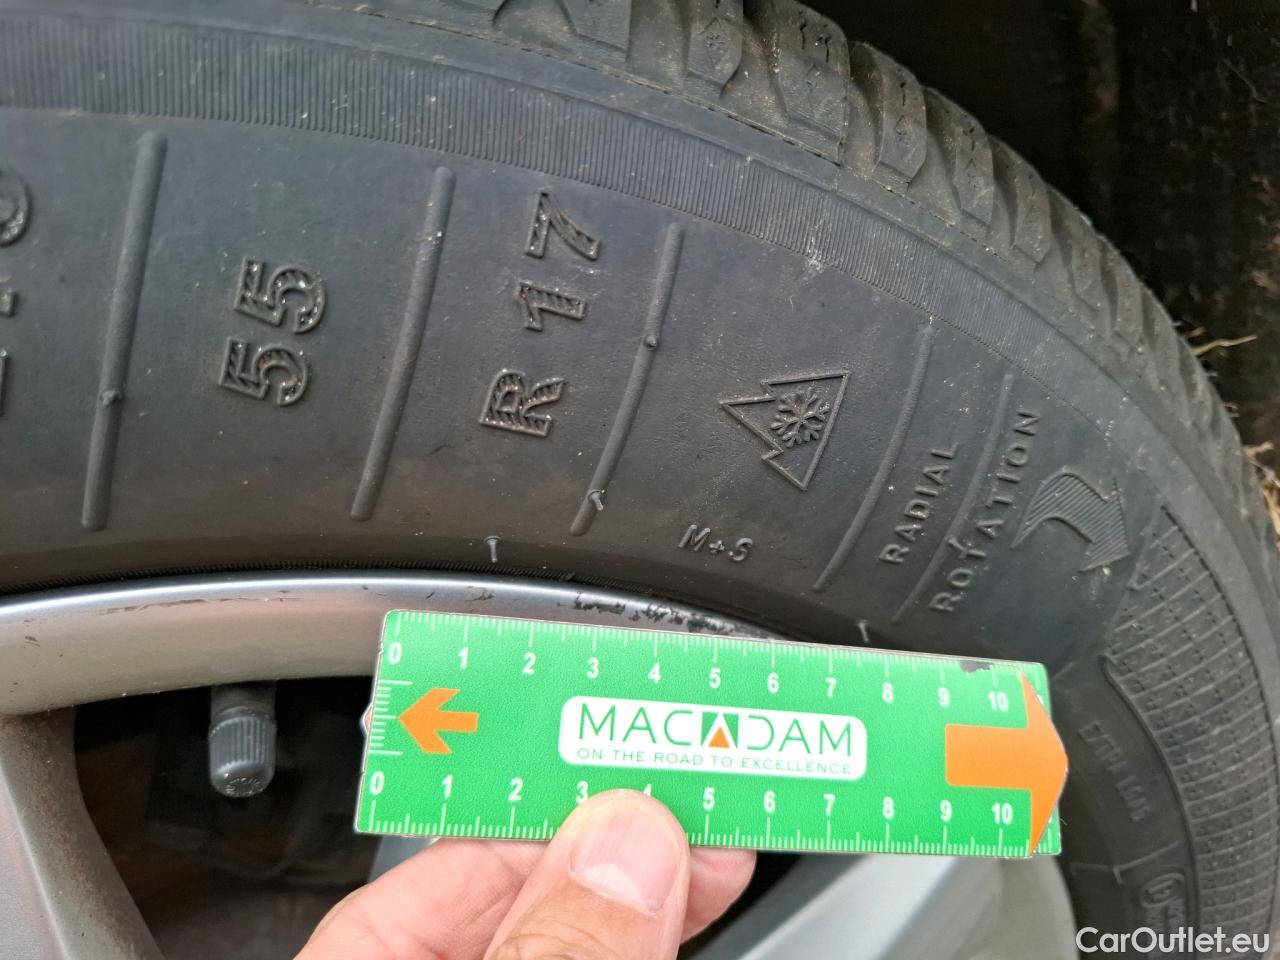 55
R 17
M+S
RADIAL
ROTATION
0 1 2 3 4 5 6 7 8 9 10
MACADAM
ON THE ROAD TO EXCELLENCE
0 1 2 3 4 5 6 7 8 9 10
CarOutlet.eu